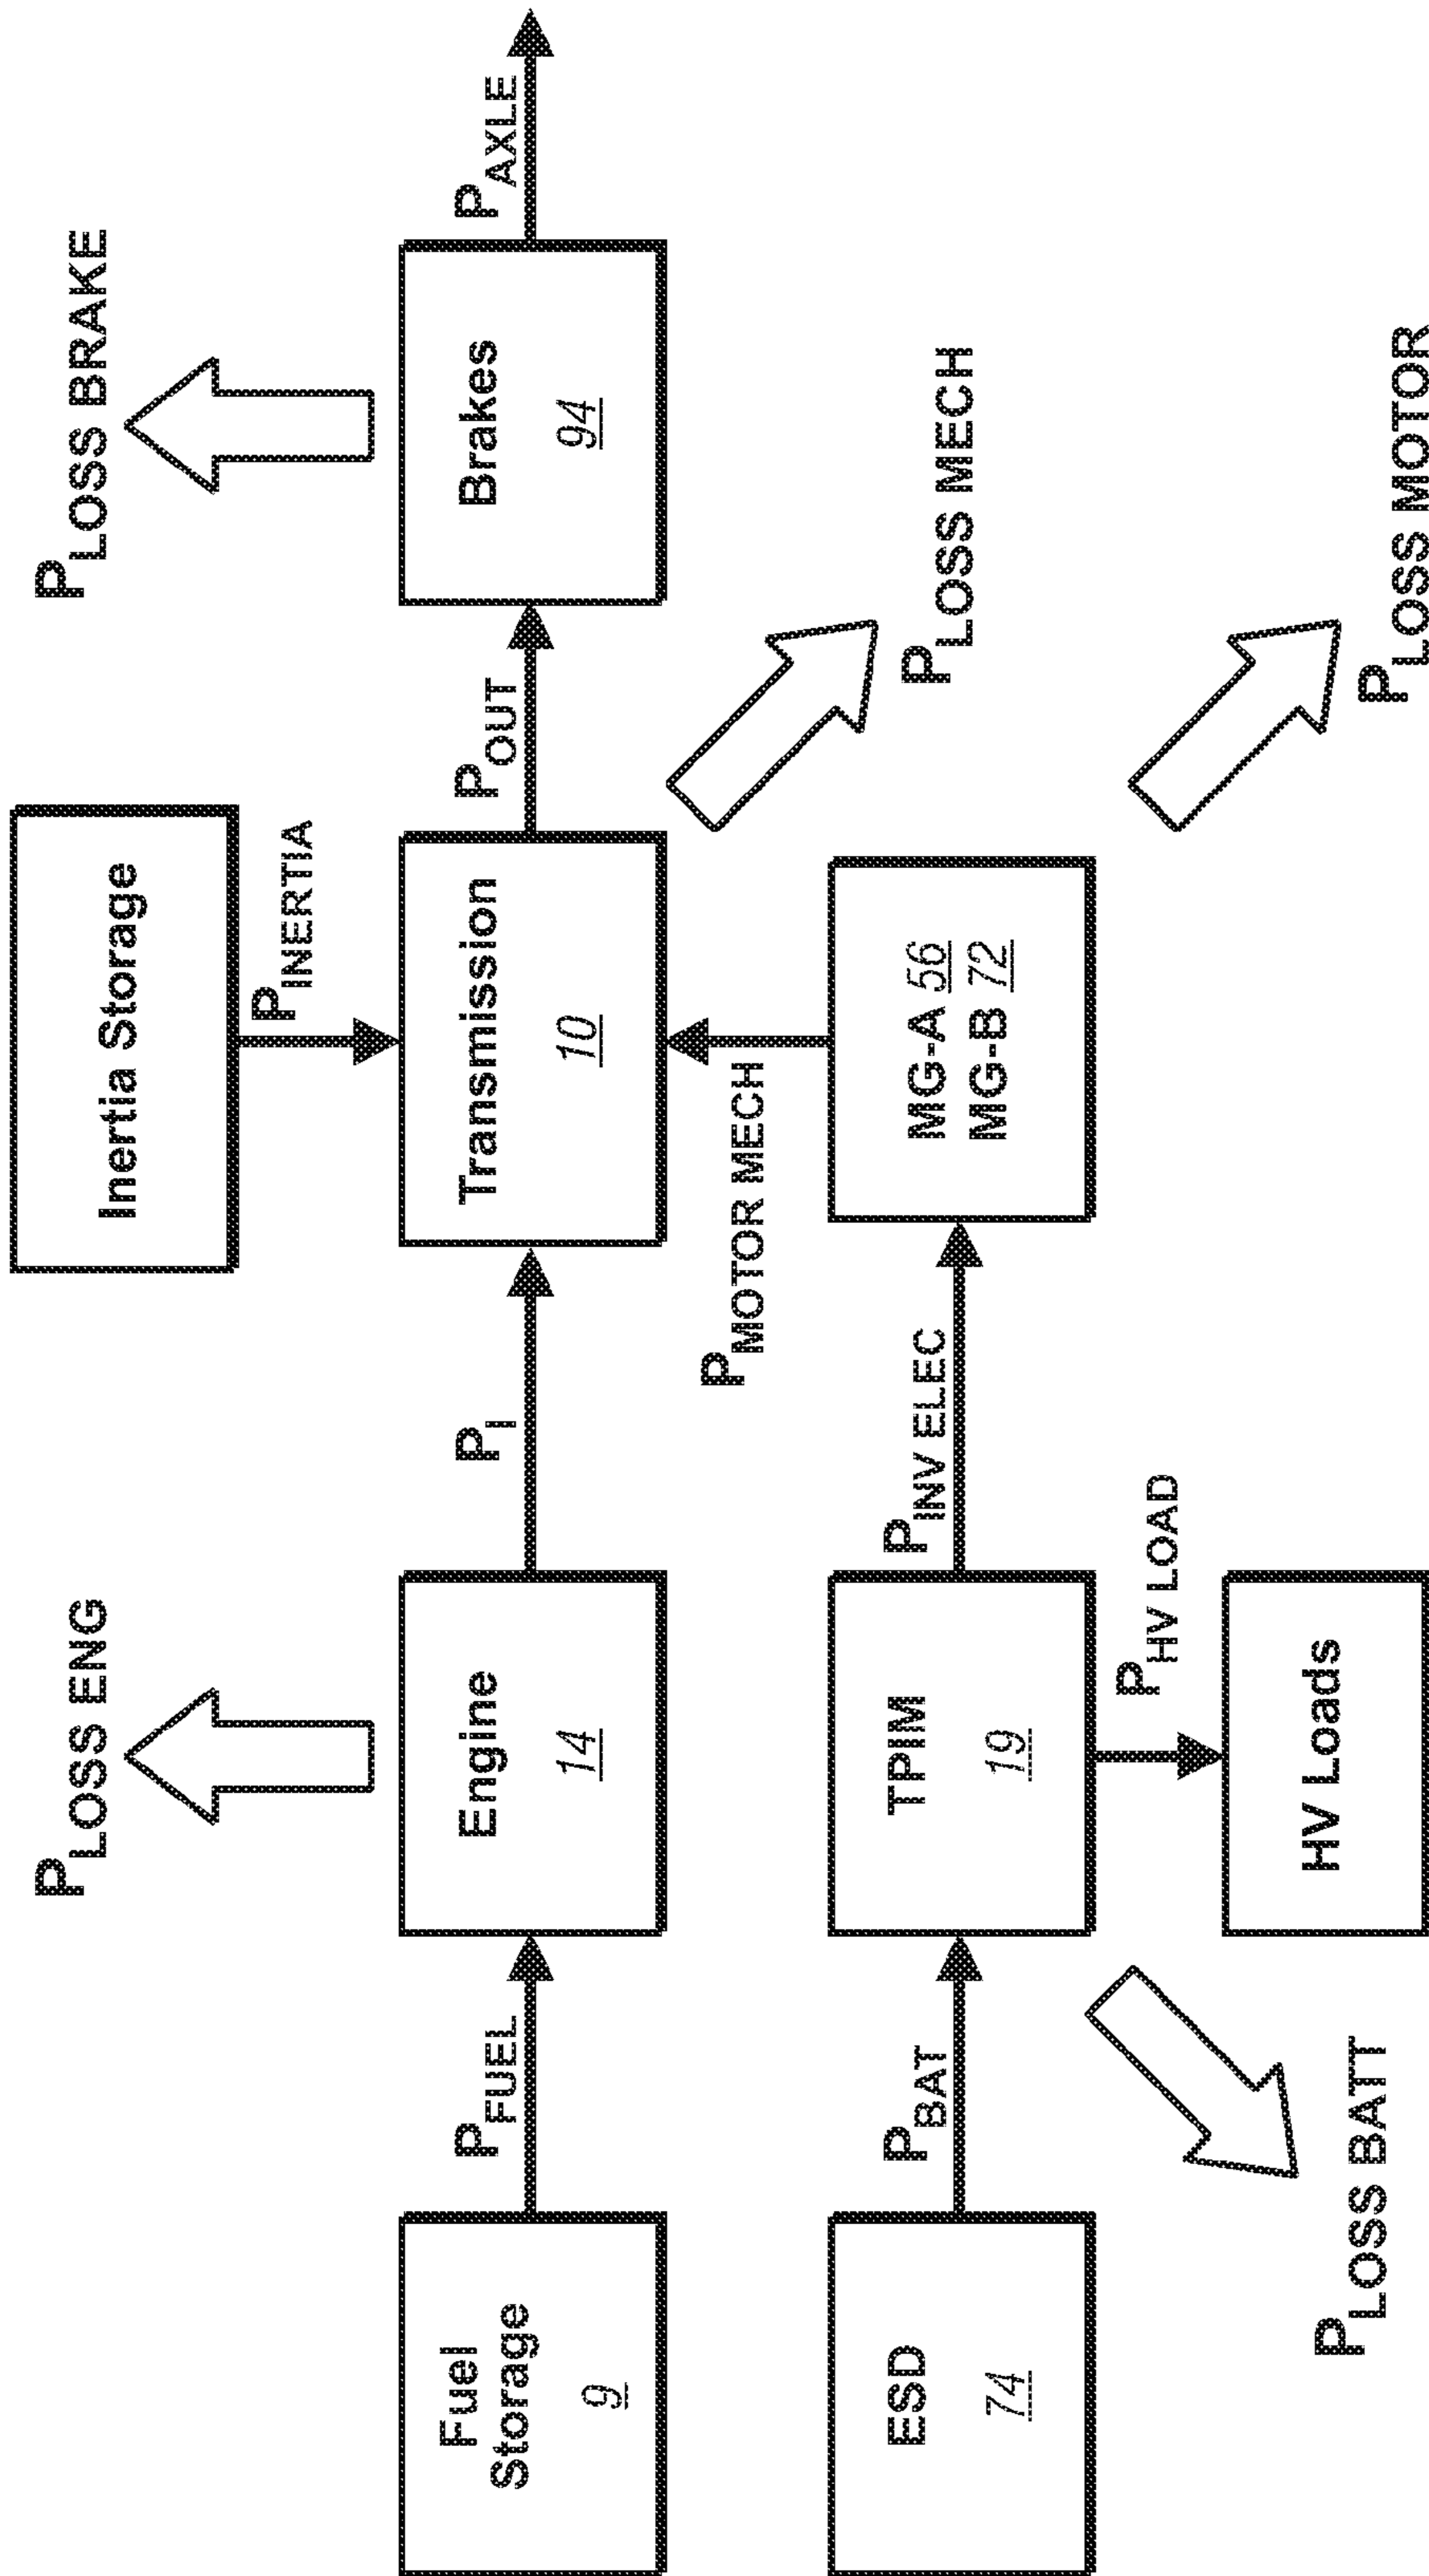 Inertia Storage
P LOSS ENG
P LOSS BRAKE
P INERTIA
Fuel
Storage
9
P FUEL
Engine
14
P I
Transmission
10
P OUT
Brakes
94
P AXLE
P MOTOR MECH
P LOSS MECH
ESD
74
P BAT
TPIM
19
P INV ELEC
MG-A 56
MG-B 72
P HV LOAD
P LOSS BATT
HV Loads
P LOSS MOTOR